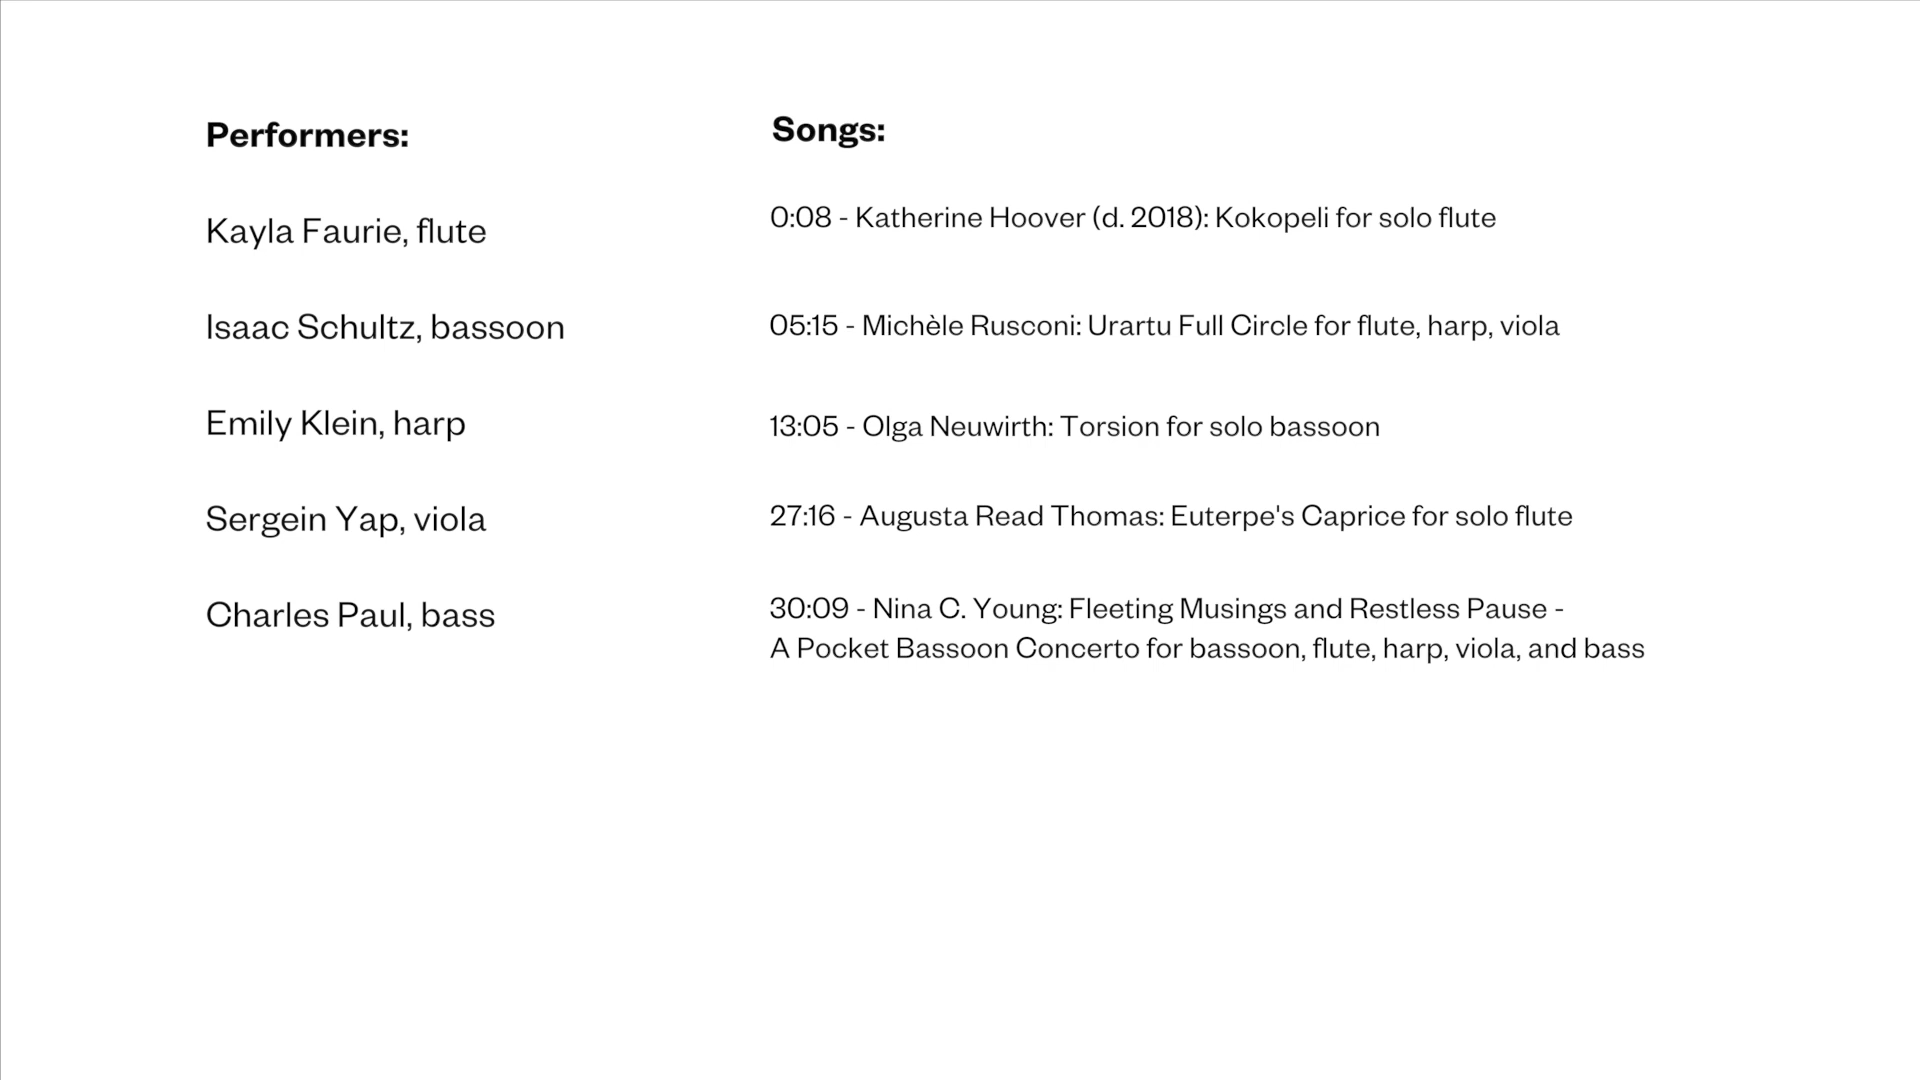 Performers:
Kayla Faurie, flute
Isaac Schultz, bassoon
Emily Klein, harp
Sergein Yap, viola
Charles Paul, bass
Songs:
0:08 - Katherine Hoover (d. 2018): Kokopeli for solo flute
05:15 - Michèle Rusconi: Urartu Full Circle for flute, harp, viola
13:05 - Olga Neuwirth: Torsion for solo bassoon
27:16 - Augusta Read Thomas: Euterpe's Caprice for solo flute
30:09 - Nina C. Young: Fleeting Musings and Restless Pause -
A Pocket Bassoon Concerto for bassoon, flute, harp, viola, and bass